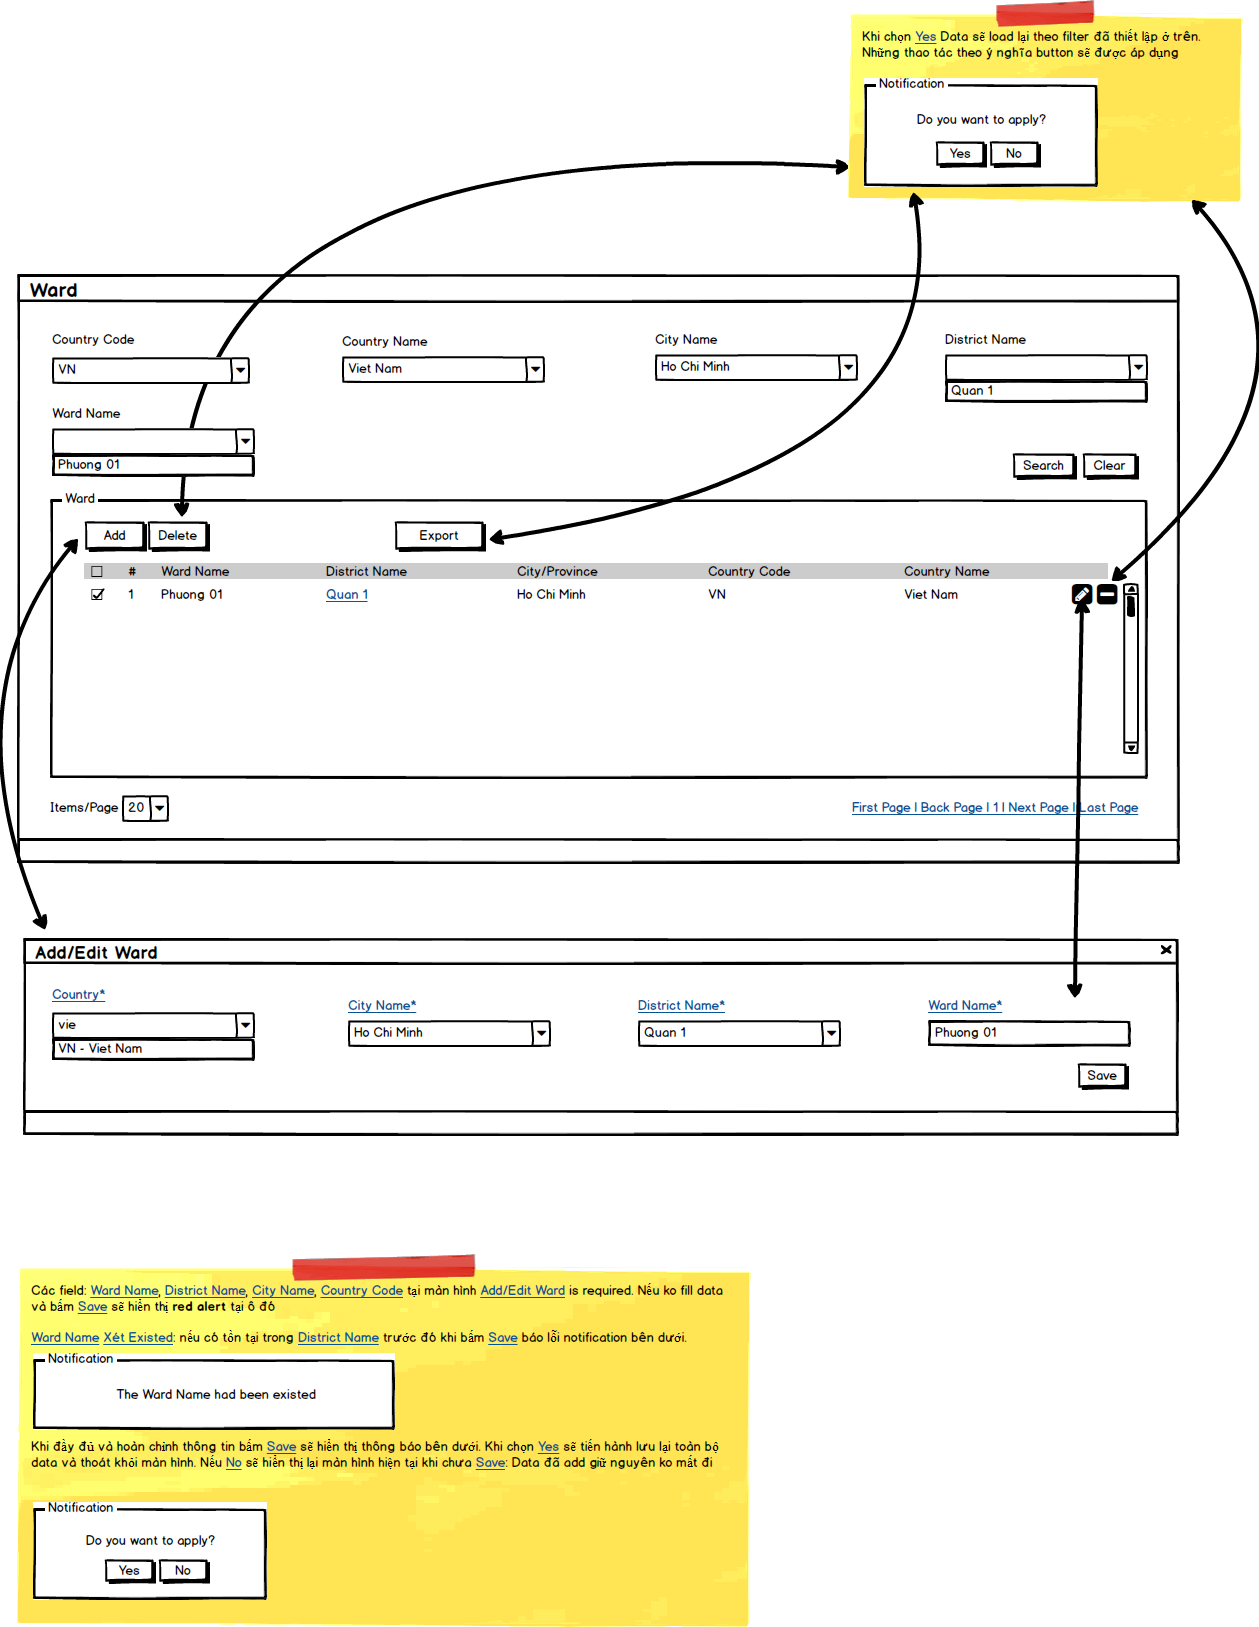 Khi chọn Yes Data sẽ load lại theo filter đã thiết lập ở trên.
Những thao tác theo ý nghĩa button sẽ được áp dụng
Notification
Do you want to apply?
Yes No
Ward
Country Code Country Name City Name District Name
VN Viet Nam Ho Chi Minh
Quan 1
Ward Name
Phuong 01
Search Clear
Ward
Add Delete Export
# Ward Name District Name City/Province Country Code Country Name
1 Phuong 01 Quan 1 Ho Chi Minh VN Viet Nam
Items/Page 20 First Page | Back Page | 1 | Next Page | Last Page
Add/Edit Ward
Country* City Name* District Name* Ward Name*
vie Ho Chi Minh Quan 1 Phuong 01
VN - Viet Nam
Save
Các field: Ward Name, District Name, City Name, Country Code tại màn hình Add/Edit Ward is required. Nếu ko fill data
và bấm Save sẽ hiển thị red alert tại ô đó
Ward Name Xét Existed: nếu có tồn tại trong District Name trước đó khi bấm Save báo lỗi notification bên dưới.
Notification
The Ward Name had been existed
Khi đầy đủ và hoàn chỉnh thông tin bấm Save sẽ hiển thị thông báo bên dưới. Khi chọn Yes sẽ tiến hành lưu lại toàn bộ
data và thoát khỏi màn hình. Nếu No sẽ hiển thị lại màn hình hiện tại khi chưa Save: Data đã add giữ nguyên ko mất đi
Notification
Do you want to apply?
Yes No